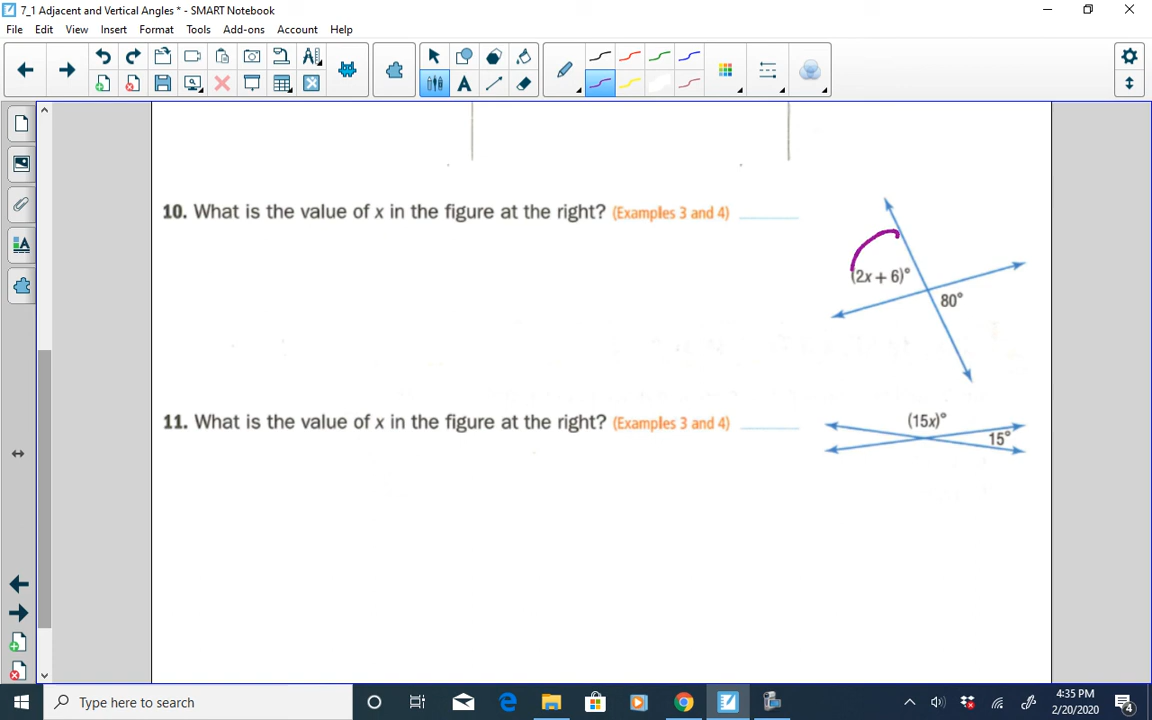 7_1 Adjacent and Vertical Angles * - SMART Notebook
File Edit View Insert Format Tools Add-ons Account Help
10. What is the value of x in the figure at the right? (Examples 3 and 4)
(2x + 6)°
80°
11. What is the value of x in the figure at the right? (Examples 3 and 4)
(15x)°
15°
Type here to search
4:35 PM
2/20/2020
4